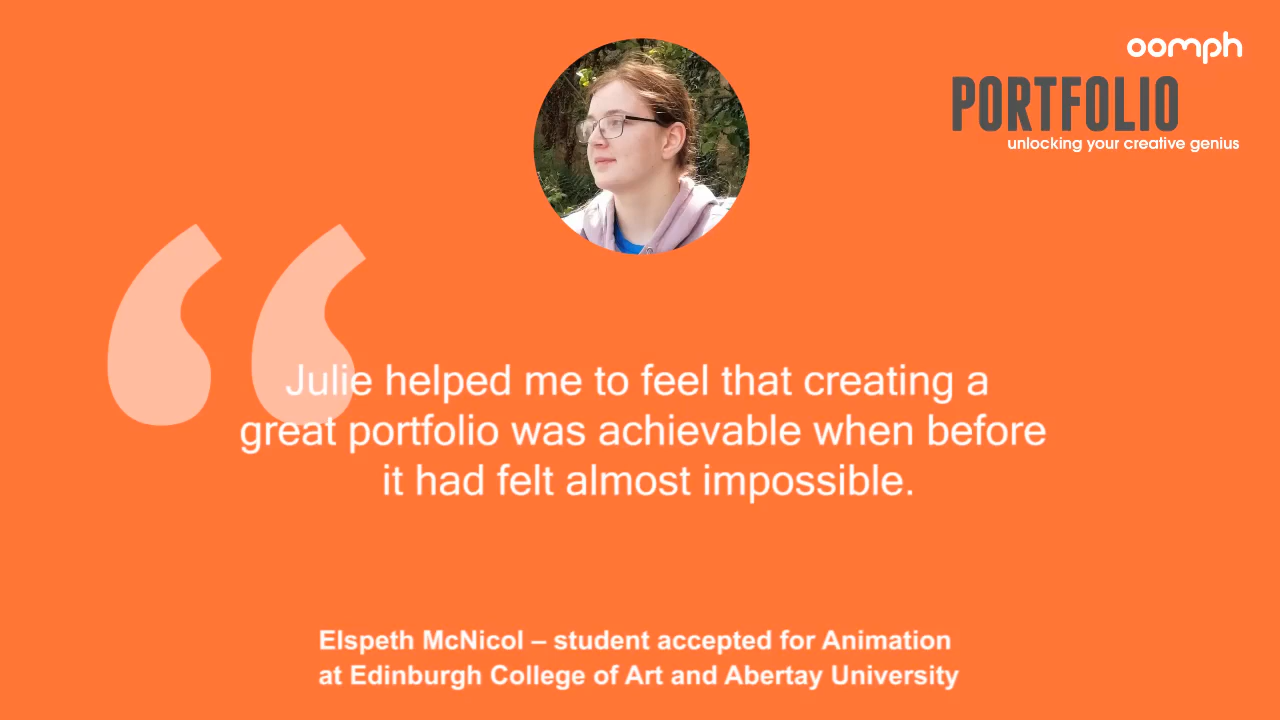 oomph
PORTFOLIO
unlocking your creative genius
“
Julie helped me to feel that creating a
great portfolio was achievable when before
it had felt almost impossible.
Elspeth McNicol – student accepted for Animation
at Edinburgh College of Art and Abertay University